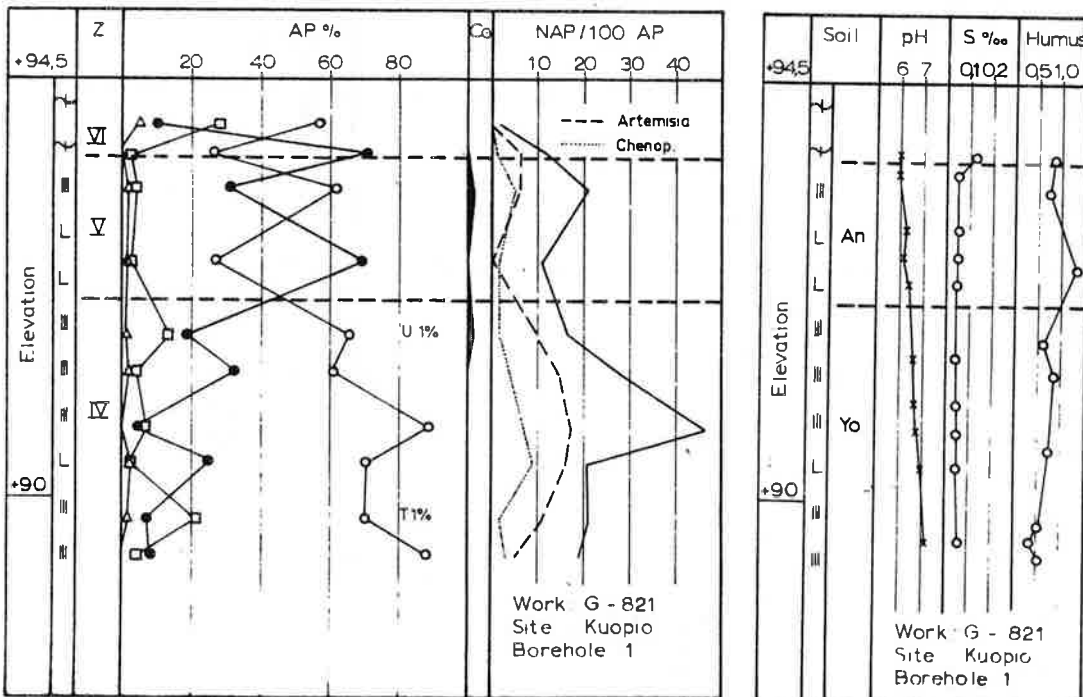 Z AP % Co NAP/100 AP
+94,5 20 40 60 80 10 20 30 40
Artemisia
Chenop.
VI
V
L
L
U 1%
IV
L
T 1%
Elevation
+90
Work G - 821
Site Kuopio
Borehole 1
Soil pH S ‰ Humus
+94,5 6 7 0,1 0,2 0,5 1,0
L An
L
Yo
L
Elevation
+90
Work G - 821
Site Kuopio
Borehole 1